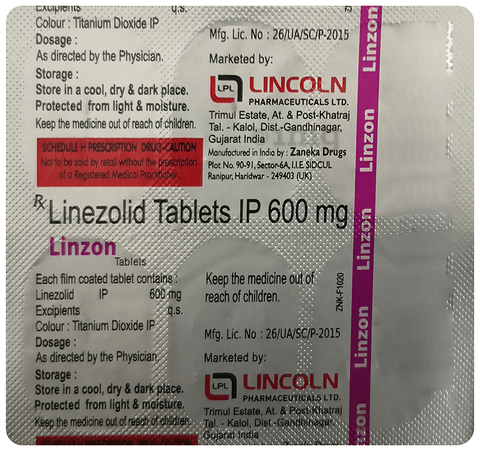 Excipients q.s.
Colour : Titanium Dioxide IP
Dosage :
As directed by the Physician.
Storage :
Store in a cool, dry & dark place.
Protected from light & moisture.
Keep the medicine out of reach of children.
SCHEDULE H PRESCRIPTION DRUG-CAUTION
Not to be sold by retail without the prescription
of a Registered Medical Practitioner.
Mfg. Lic. No : 26/UA/SC/P-2015
Marketed by:
LPL LINCOLN
PHARMACEUTICALS LTD.
Trimul Estate, At. & Post-Khatraj
Tal. - Kalol, Dist.-Gandhinagar,
Gujarat India
Manufactured in India by : Zaneka Drugs
Plot No. 90-91, Sector-6A, I.I.E. SIDCUL
Ranipur, Haridwar - 249403 (UK)
Rx Linezolid Tablets IP 600 mg
Linzon
Tablets
Each film coated tablet contains :
Linezolid IP 600 mg
Excipients q.s.
Colour : Titanium Dioxide IP
Dosage :
As directed by the Physician.
Storage :
Store in a cool, dry & dark place.
Protected from light & moisture.
Keep the medicine out of reach of children.
Keep the medicine out of
reach of children.
ZNK-F1020
Mfg. Lic. No : 26/UA/SC/P-2015
Marketed by:
LPL LINCOLN
PHARMACEUTICALS LTD.
Trimul Estate, At. & Post-Khatraj
Tal. - Kalol, Dist.-Gandhinagar,
Gujarat India
Linzon
Linzon
Linzon
Linzon
Linzon